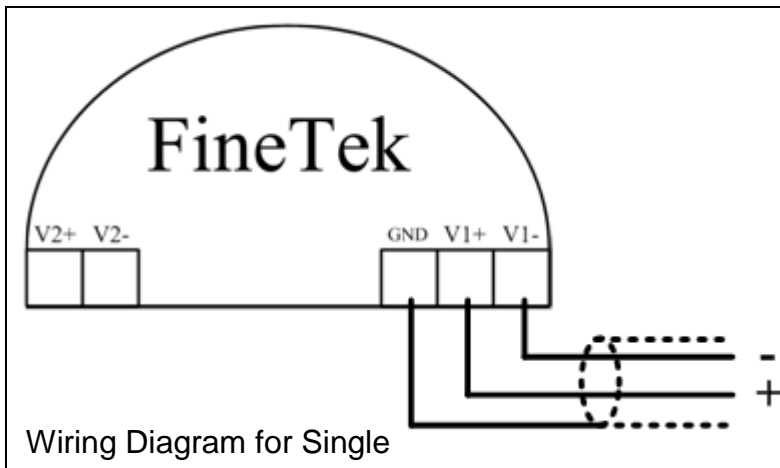 FineTek
V2+ V2- GND V1+ V1-
-
+
Wiring Diagram for Single